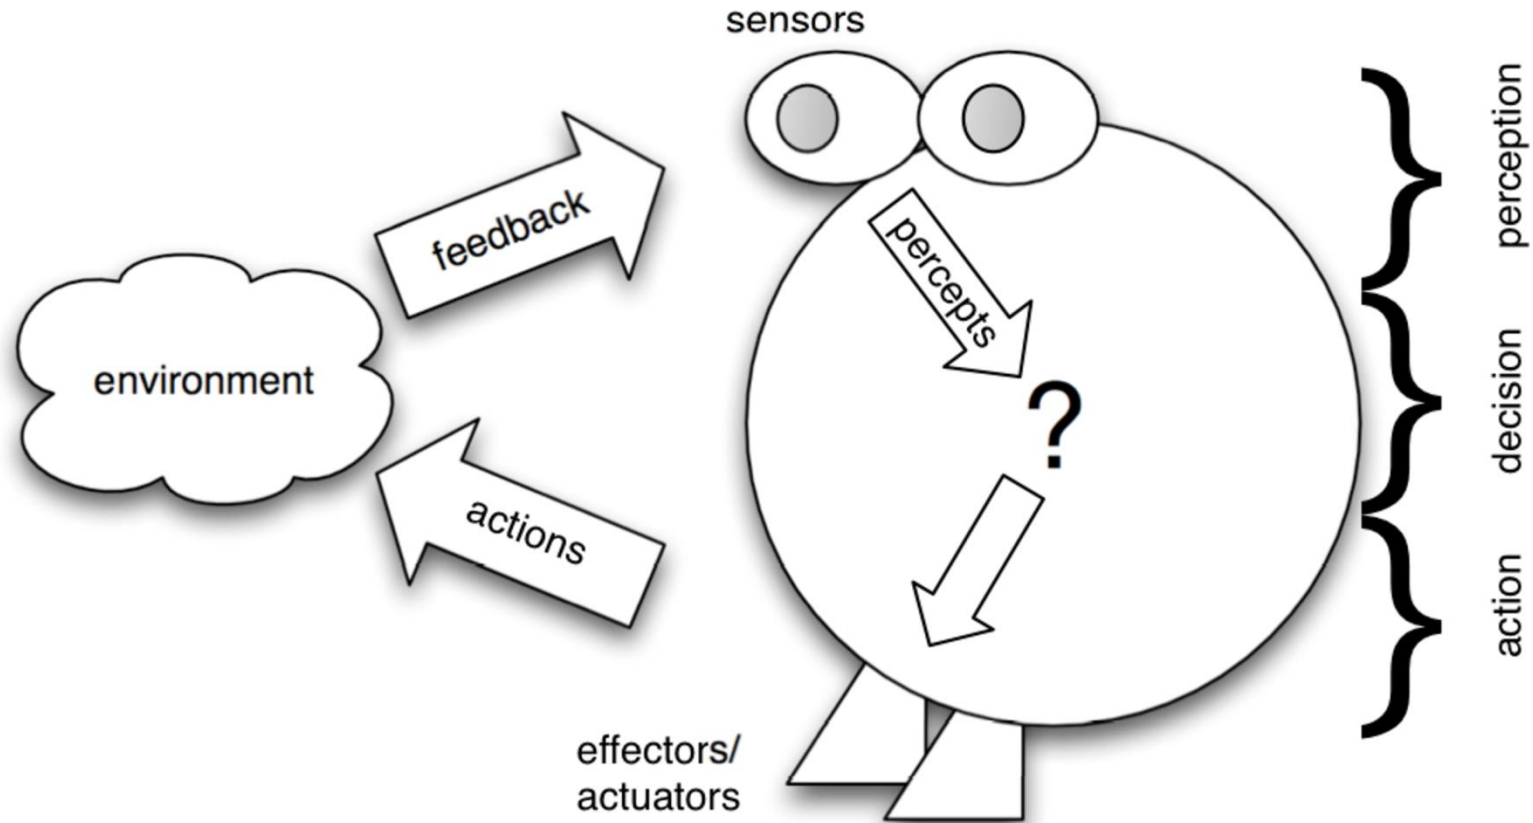 sensors
feedback
percepts
environment
?
actions
effectors/
actuators
perception
decision
action